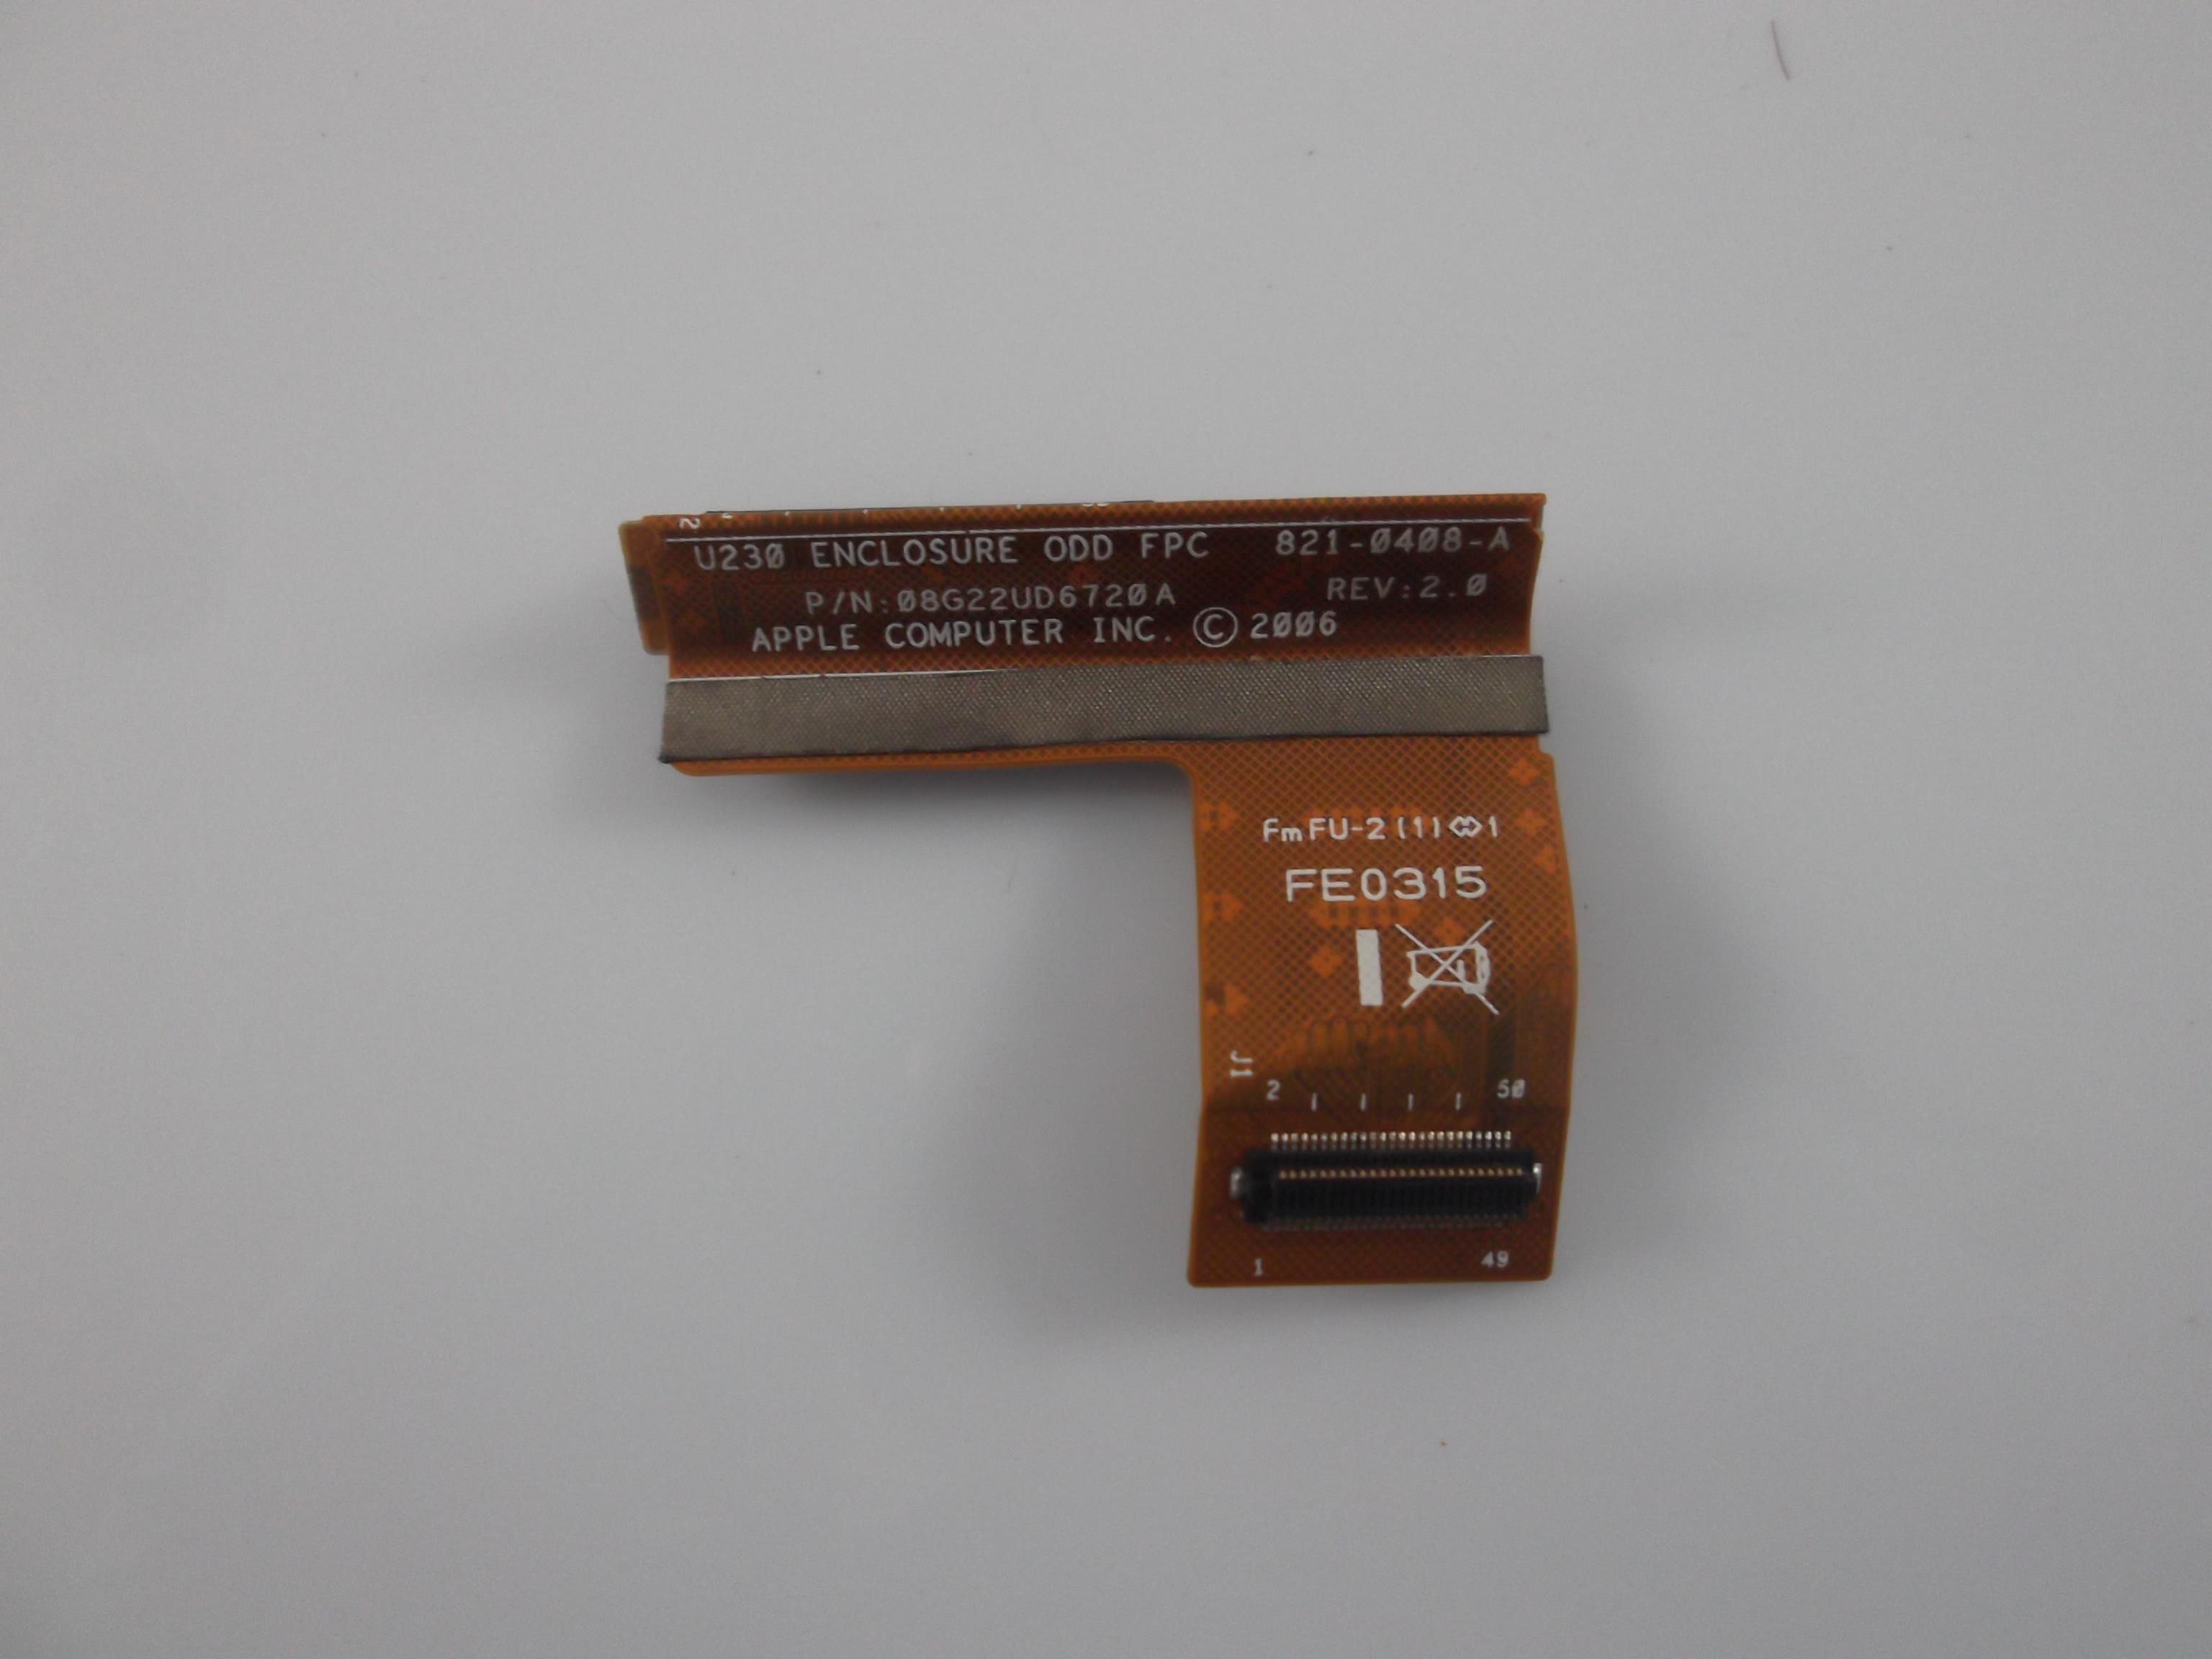 2
U230 ENCLOSURE ODD FPC 821-0408-A
P/N:08G22UD6720A REV:2.0
APPLE COMPUTER INC. © 2006
FmFU-2(1)⇔1
FE0315
J1
2 50
1 49